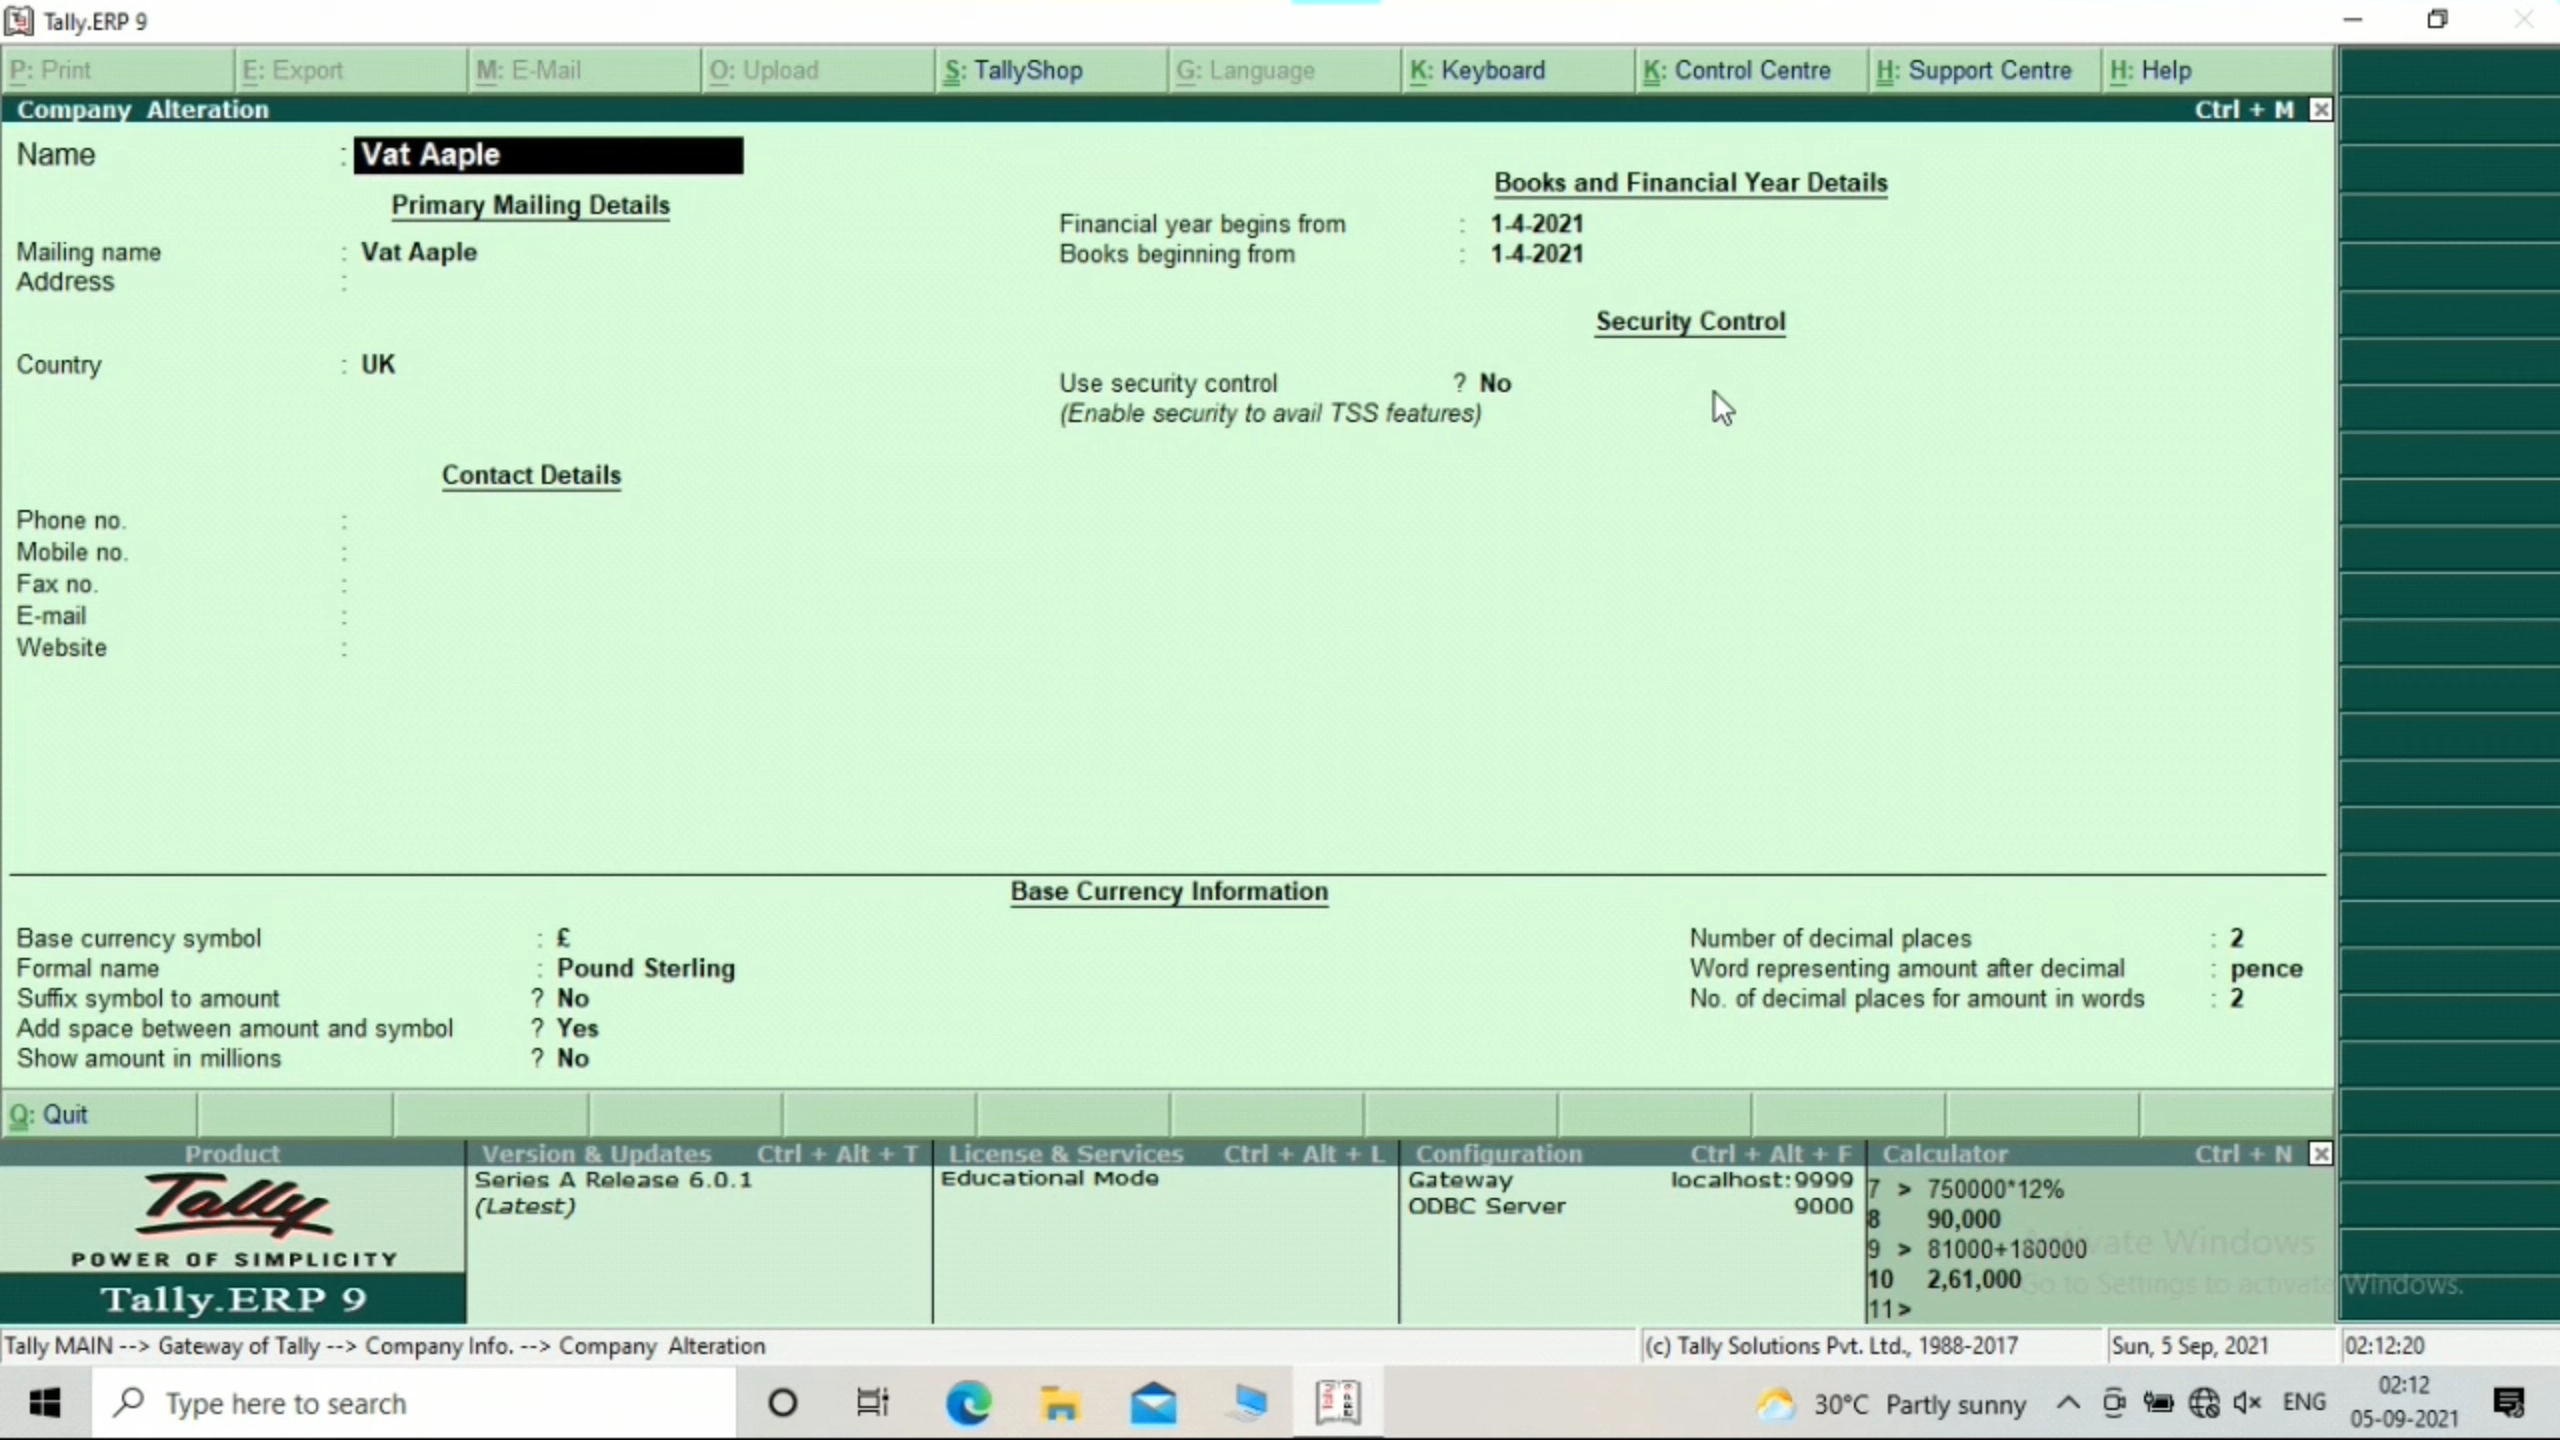 Tally.ERP 9
P: Print E: Export M: E-Mail O: Upload S: TallyShop G: Language K: Keyboard K: Control Centre H: Support Centre H: Help
Company Alteration Ctrl + M
Name : Vat Aaple
Primary Mailing Details
Mailing name : Vat Aaple
Address :
Country : UK
Contact Details
Phone no. :
Mobile no. :
Fax no. :
E-mail :
Website :
Books and Financial Year Details
Financial year begins from : 1-4-2021
Books beginning from : 1-4-2021
Security Control
Use security control ? No
(Enable security to avail TSS features)
Base Currency Information
Base currency symbol : £
Formal name : Pound Sterling
Suffix symbol to amount ? No
Add space between amount and symbol ? Yes
Show amount in millions ? No
Number of decimal places : 2
Word representing amount after decimal : pence
No. of decimal places for amount in words : 2
Q: Quit
Product
Tally
POWER OF SIMPLICITY
Tally.ERP 9
Version & Updates Ctrl + Alt + T
Series A Release 6.0.1
(Latest)
License & Services Ctrl + Alt + L
Educational Mode
Configuration Ctrl + Alt + F
Gateway localhost:9999
ODBC Server 9000
Calculator Ctrl + N
7 > 750000*12%
8 90,000
9 > 81000+180000
10 2,61,000
11>
Activate Windows
Go to Settings to activate Windows.
Tally MAIN --> Gateway of Tally --> Company Info. --> Company Alteration
(c) Tally Solutions Pvt. Ltd., 1988-2017 Sun, 5 Sep, 2021 02:12:20
Type here to search
30°C Partly sunny ENG
02:12
05-09-2021